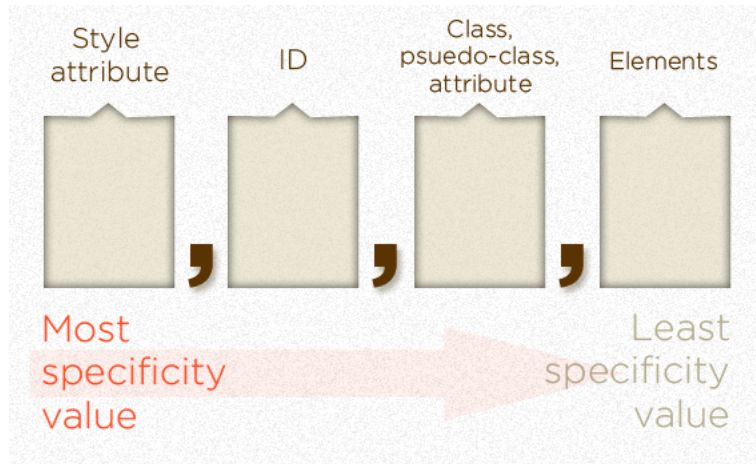 Style
attribute
ID
Class,
psuedo-class,
attribute
Elements
, , ,
Most
specificity
value
Least
specificity
value